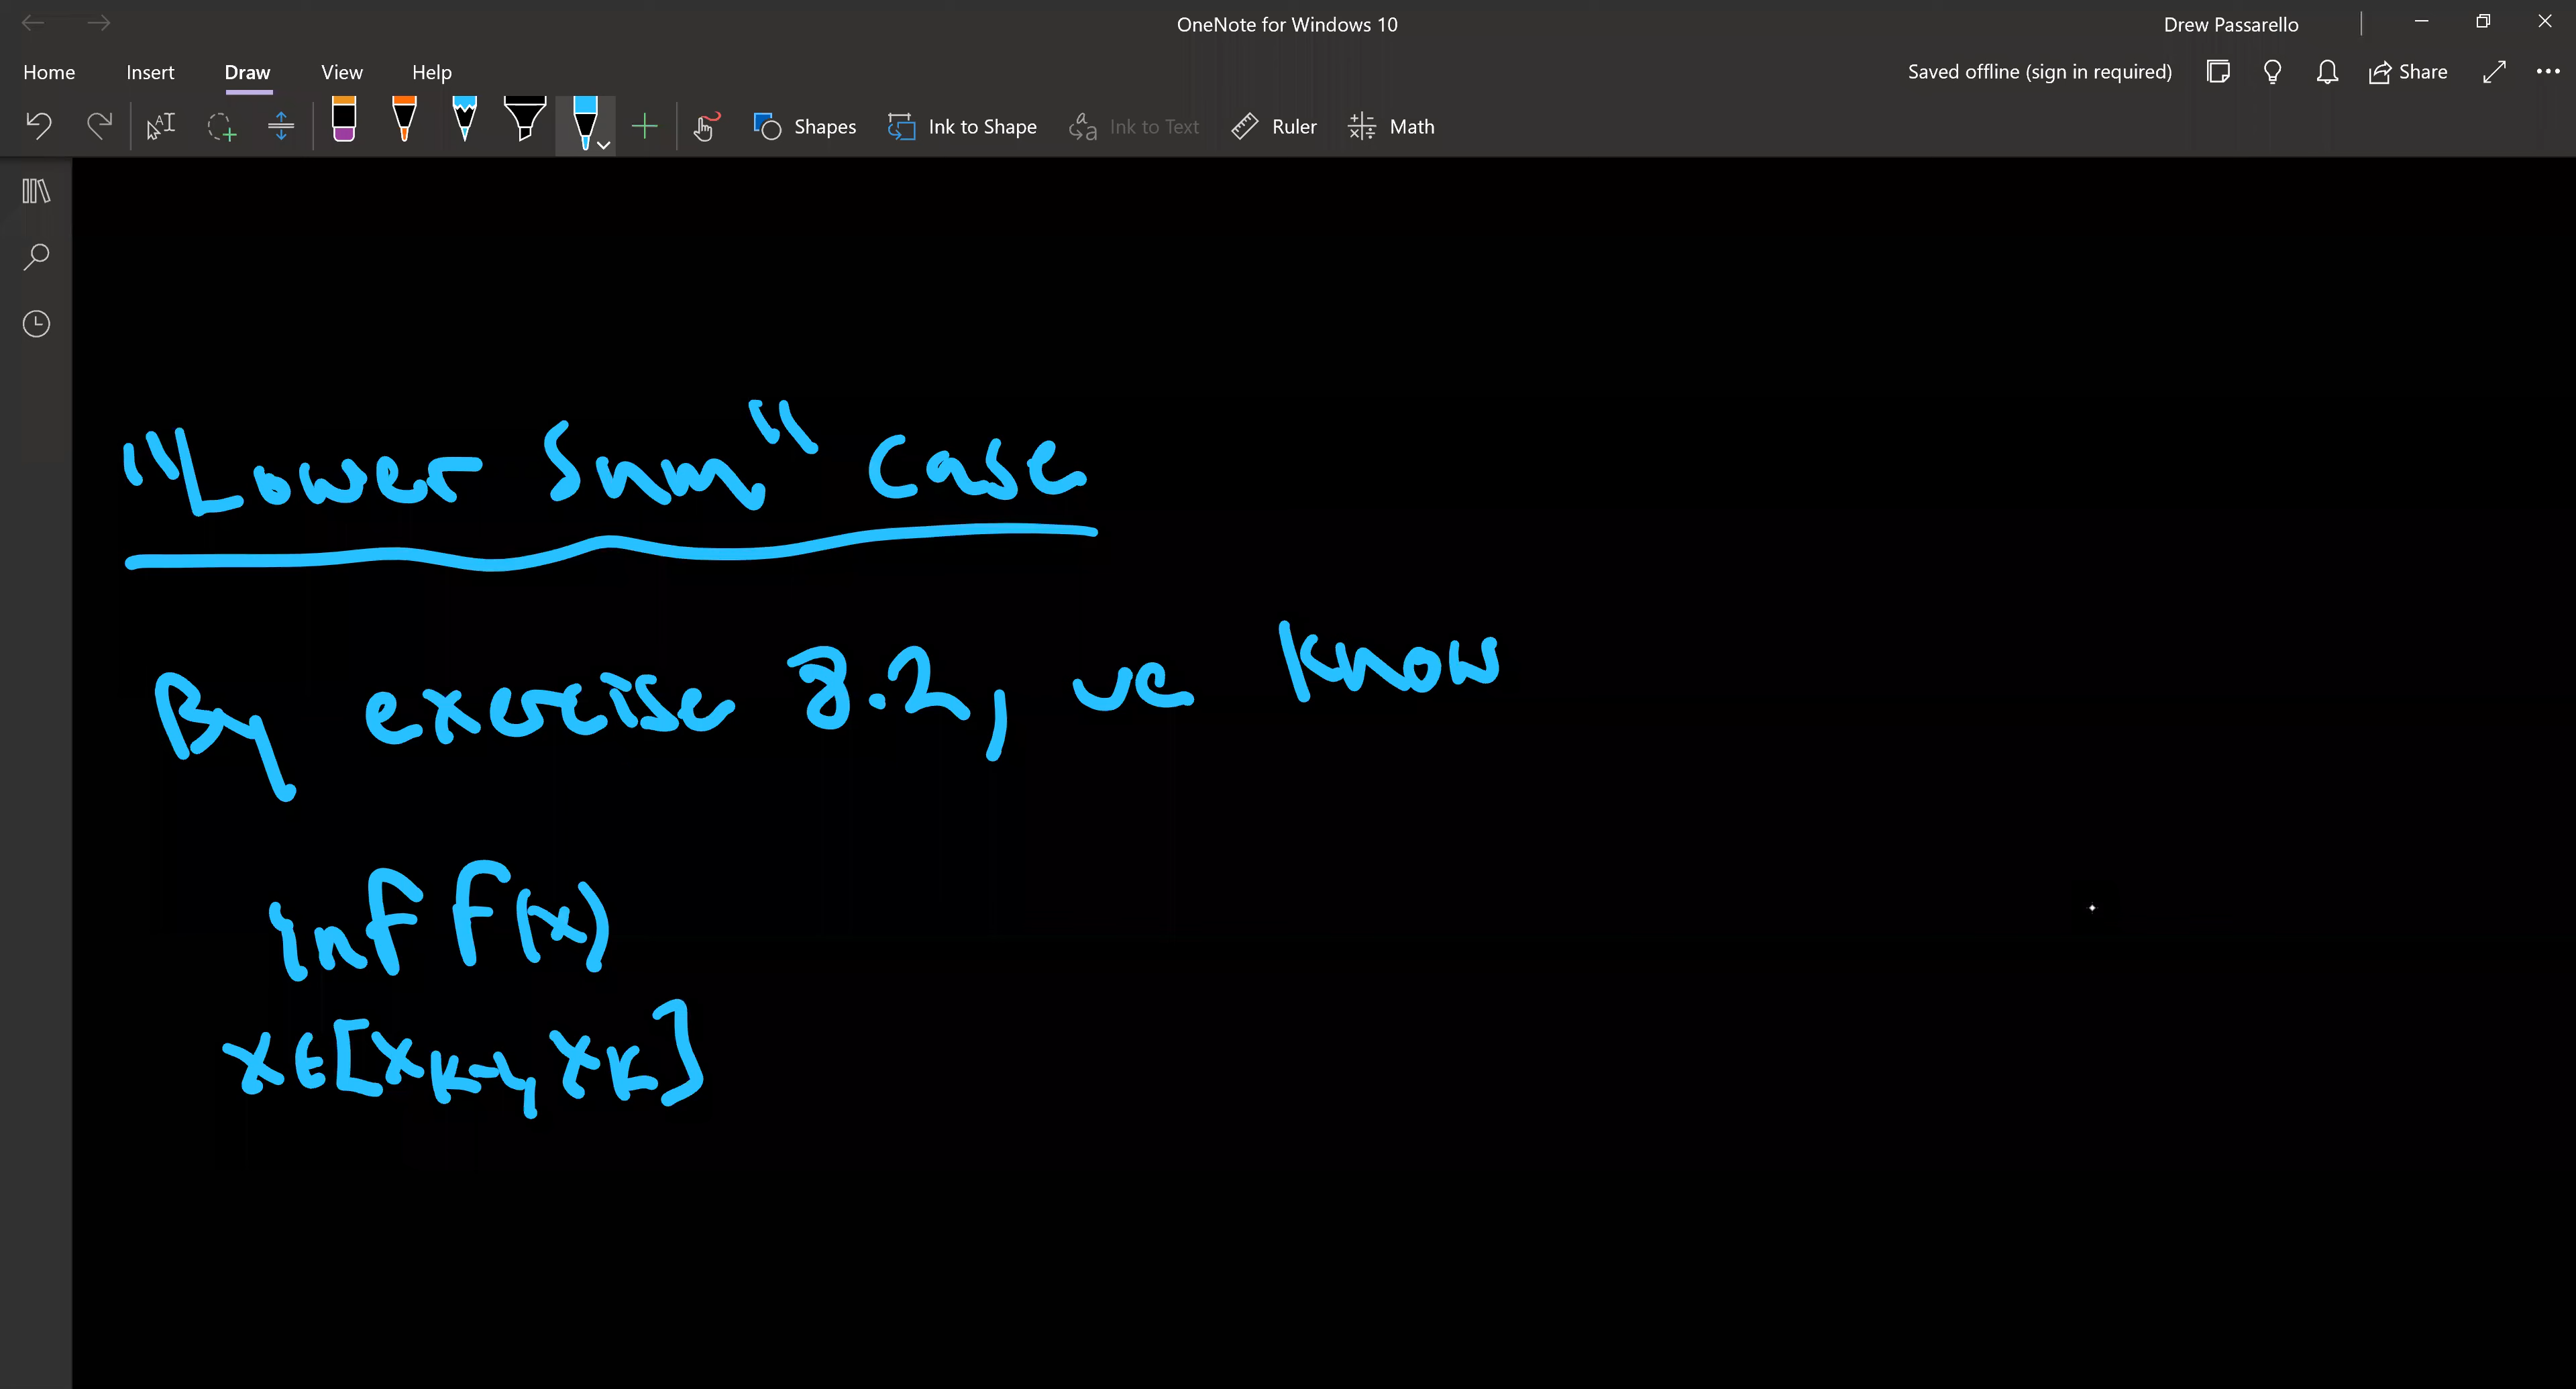 OneNote for Windows 10
Drew Passarello
Home Insert Draw View Help
Saved offline (sign in required) Share
Shapes Ink to Shape Ink to Text Ruler Math
"Lower Sum" Case
By exercise 8.2, we know
inf f(x)
x∈[xₖ₋₁, xₖ]